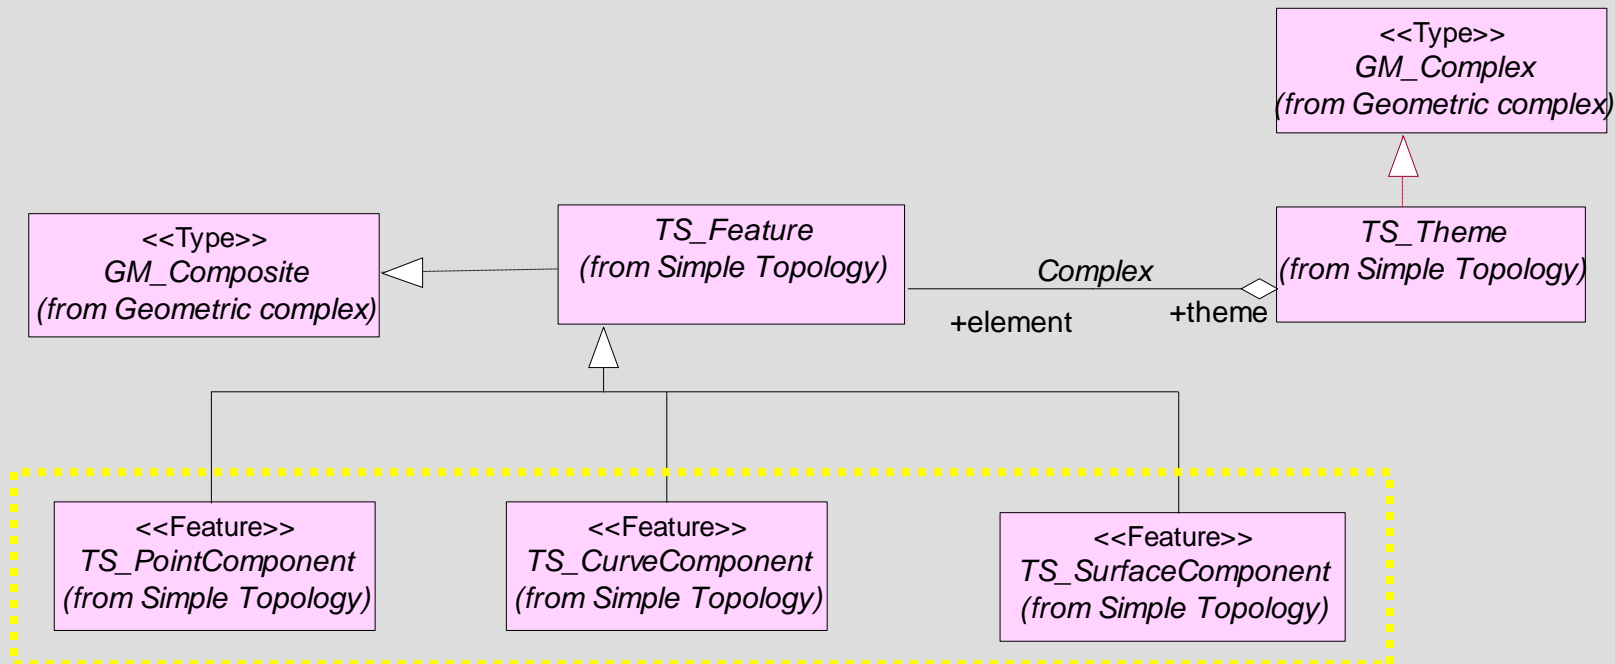 <<Type>>
GM_Complex
(from Geometric complex)
<<Type>>
GM_Composite
(from Geometric complex)
TS_Feature
(from Simple Topology)
Complex
+element
+theme
TS_Theme
(from Simple Topology)
<<Feature>>
TS_PointComponent
(from Simple Topology)
<<Feature>>
TS_CurveComponent
(from Simple Topology)
<<Feature>>
TS_SurfaceComponent
(from Simple Topology)